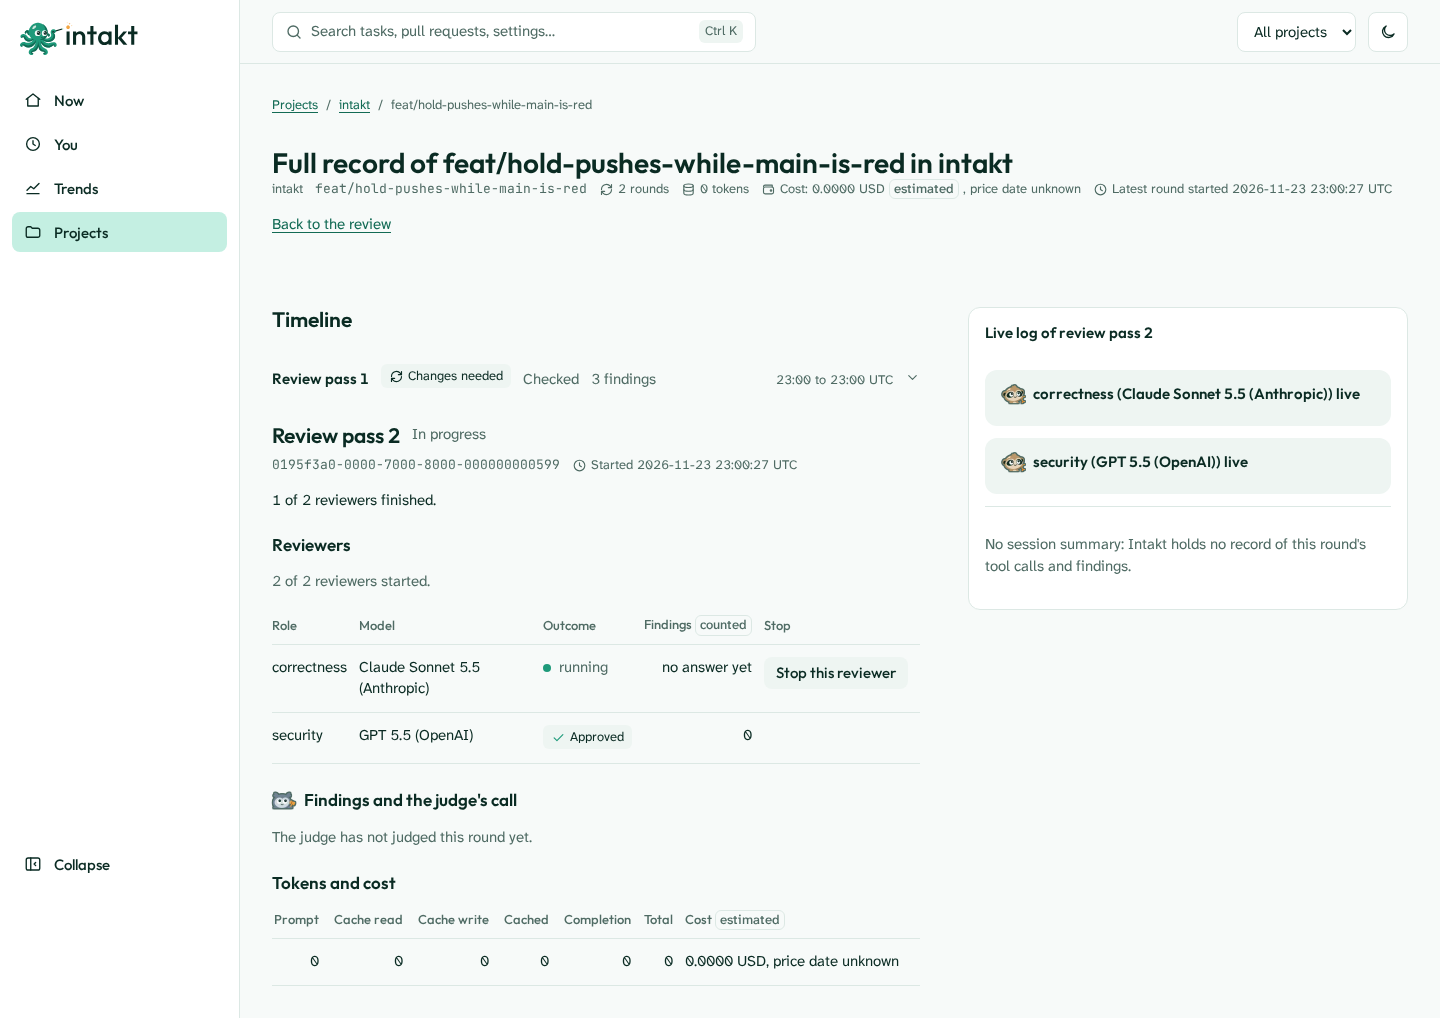 intakt
Search tasks, pull requests, settings...
Ctrl K
All projects
Now
You
Trends
Projects
Collapse
Projects / intakt / feat/hold-pushes-while-main-is-red
Full record of feat/hold-pushes-while-main-is-red in intakt
intakt feat/hold-pushes-while-main-is-red 2 rounds 0 tokens Cost: 0.0000 USD estimated , price date unknown Latest round started 2026-11-23 23:00:27 UTC
Back to the review
Timeline
Review pass 1 Changes needed Checked 3 findings 23:00 to 23:00 UTC
Review pass 2 In progress
0195f3a0-0000-7000-8000-000000000599 Started 2026-11-23 23:00:27 UTC
1 of 2 reviewers finished.
Reviewers
2 of 2 reviewers started.
Role Model Outcome Findings counted Stop
correctness Claude Sonnet 5.5 (Anthropic) running no answer yet Stop this reviewer
security GPT 5.5 (OpenAI) Approved 0
Findings and the judge's call
The judge has not judged this round yet.
Tokens and cost
Prompt Cache read Cache write Cached Completion Total Cost estimated
0 0 0 0 0 0 0.0000 USD, price date unknown
Live log of review pass 2
correctness (Claude Sonnet 5.5 (Anthropic)) live
security (GPT 5.5 (OpenAI)) live
No session summary: Intakt holds no record of this round's
tool calls and findings.